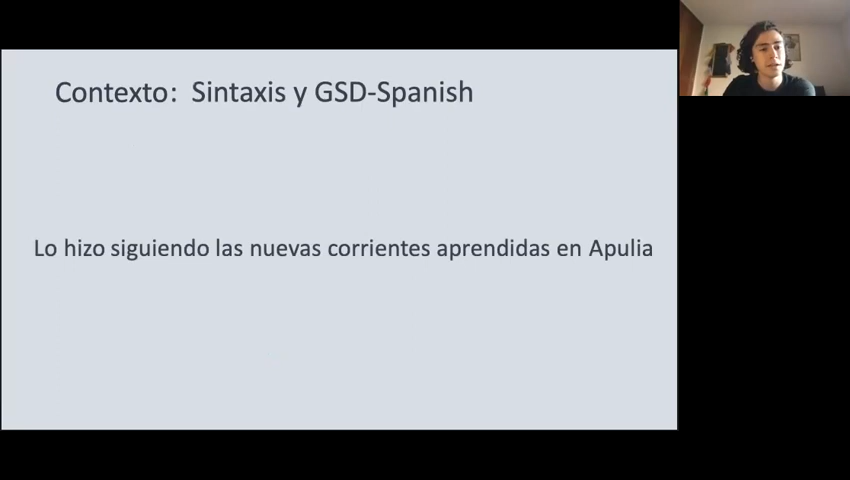 Contexto: Sintaxis y GSD-Spanish
Lo hizo siguiendo las nuevas corrientes aprendidas en Apulia